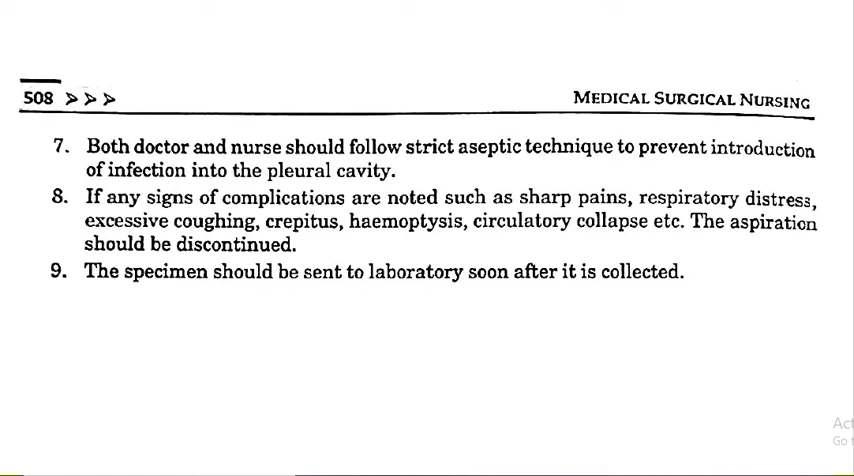 508 ➢ ➢ ➢ MEDICAL SURGICAL NURSING
7. Both doctor and nurse should follow strict aseptic technique to prevent introduction
of infection into the pleural cavity.
8. If any signs of complications are noted such as sharp pains, respiratory distress,
excessive coughing, crepitus, haemoptysis, circulatory collapse etc. The aspiration
should be discontinued.
9. The specimen should be sent to laboratory soon after it is collected.